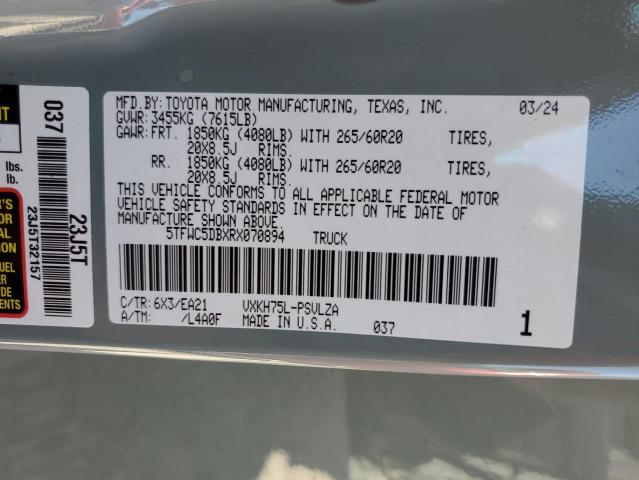 MFD.BY:TOYOTA MOTOR MANUFACTURING, TEXAS, INC. 03/24
GVWR: 3455KG (7615LB)
GAWR:FRT. 1850KG (4080LB) WITH 265/60R20 TIRES,
20X8.5J RIMS.
RR. 1850KG (4080LB) WITH 265/60R20 TIRES,
20X8.5J RIMS.
THIS VEHICLE CONFORMS TO ALL APPLICABLE FEDERAL MOTOR
VEHICLE SAFETY STANDARDS IN EFFECT ON THE DATE OF
MANUFACTURE SHOWN ABOVE.
5TFWC5DBXRX070894 TRUCK
C/TR: 6X3/EA21 VXKH75L-PSVLZA
A/TM: /L4A0F MADE IN U.S.A. 037
1
037
23J5T
23J5T32157
lbs.
lb.